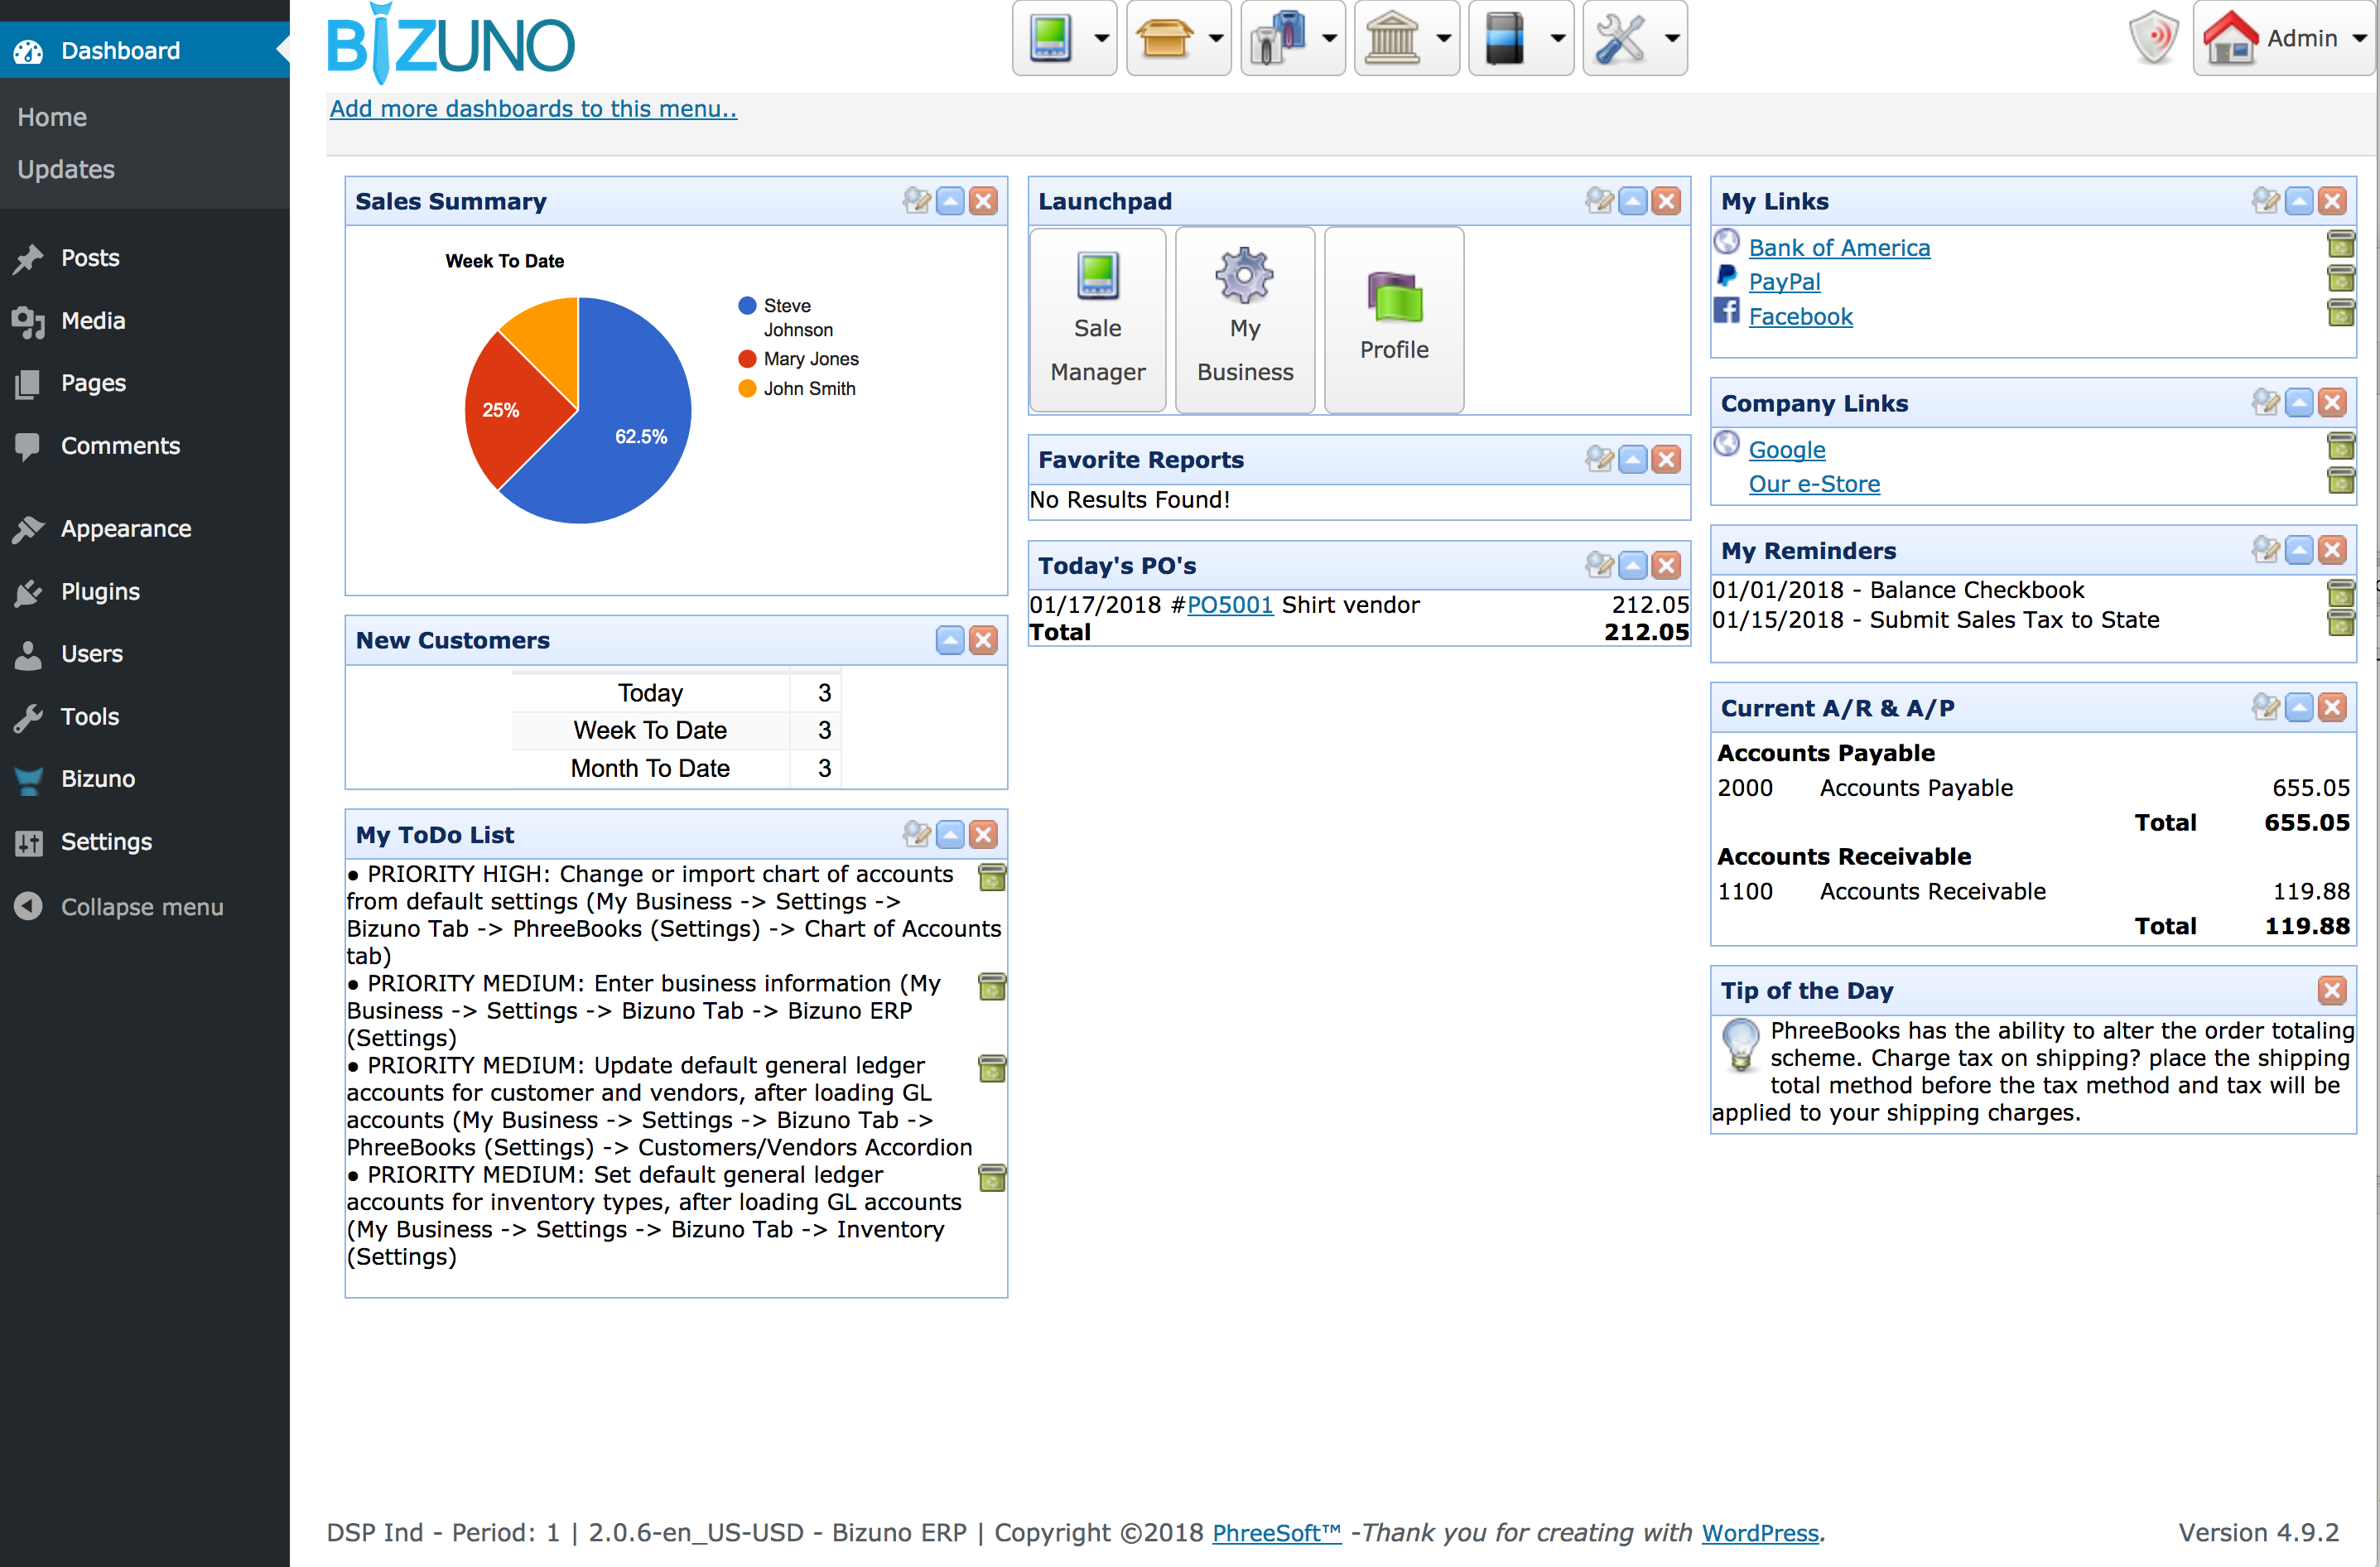 Dashboard
Home
Updates
Posts
Media
Pages
Comments
Appearance
Plugins
Users
Tools
Bizuno
Settings
Collapse menu
BIZUNO
Admin
Add more dashboards to this menu..
Sales Summary
Week To Date
Steve
Johnson
Mary Jones
John Smith
25%
62.5%
New Customers
Today 3
Week To Date 3
Month To Date 3
My ToDo List
● PRIORITY HIGH: Change or import chart of accounts
from default settings (My Business -> Settings ->
Bizuno Tab -> PhreeBooks (Settings) -> Chart of Accounts
tab)
● PRIORITY MEDIUM: Enter business information (My
Business -> Settings -> Bizuno Tab -> Bizuno ERP
(Settings)
● PRIORITY MEDIUM: Update default general ledger
accounts for customer and vendors, after loading GL
accounts (My Business -> Settings -> Bizuno Tab ->
PhreeBooks (Settings) -> Customers/Vendors Accordion
● PRIORITY MEDIUM: Set default general ledger
accounts for inventory types, after loading GL accounts
(My Business -> Settings -> Bizuno Tab -> Inventory
(Settings)
Launchpad
Sale
Manager
My
Business
Profile
Favorite Reports
No Results Found!
Today's PO's
01/17/2018 #PO5001 Shirt vendor 212.05
Total 212.05
My Links
Bank of America
PayPal
Facebook
Company Links
Google
Our e-Store
My Reminders
01/01/2018 - Balance Checkbook
01/15/2018 - Submit Sales Tax to State
Current A/R & A/P
Accounts Payable
2000 Accounts Payable 655.05
Total 655.05
Accounts Receivable
1100 Accounts Receivable 119.88
Total 119.88
Tip of the Day
PhreeBooks has the ability to alter the order totaling
scheme. Charge tax on shipping? place the shipping
total method before the tax method and tax will be
applied to your shipping charges.
DSP Ind - Period: 1 | 2.0.6-en_US-USD - Bizuno ERP | Copyright ©2018 PhreeSoft™ -Thank you for creating with WordPress.
Version 4.9.2